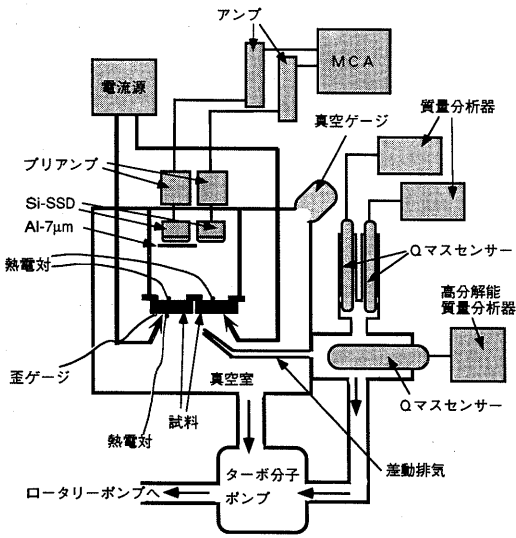 アンプ
MCA
電流源
質量分析器
真空ゲージ
プリアンプ
Si-SSD
Al-7μm
Qマスセンサー
熱電対
高分解能
質量分析器
歪ゲージ
真空室
Qマスセンサー
試料
熱電対
差動排気
ターボ分子
ポンプ
ロータリーポンプへ